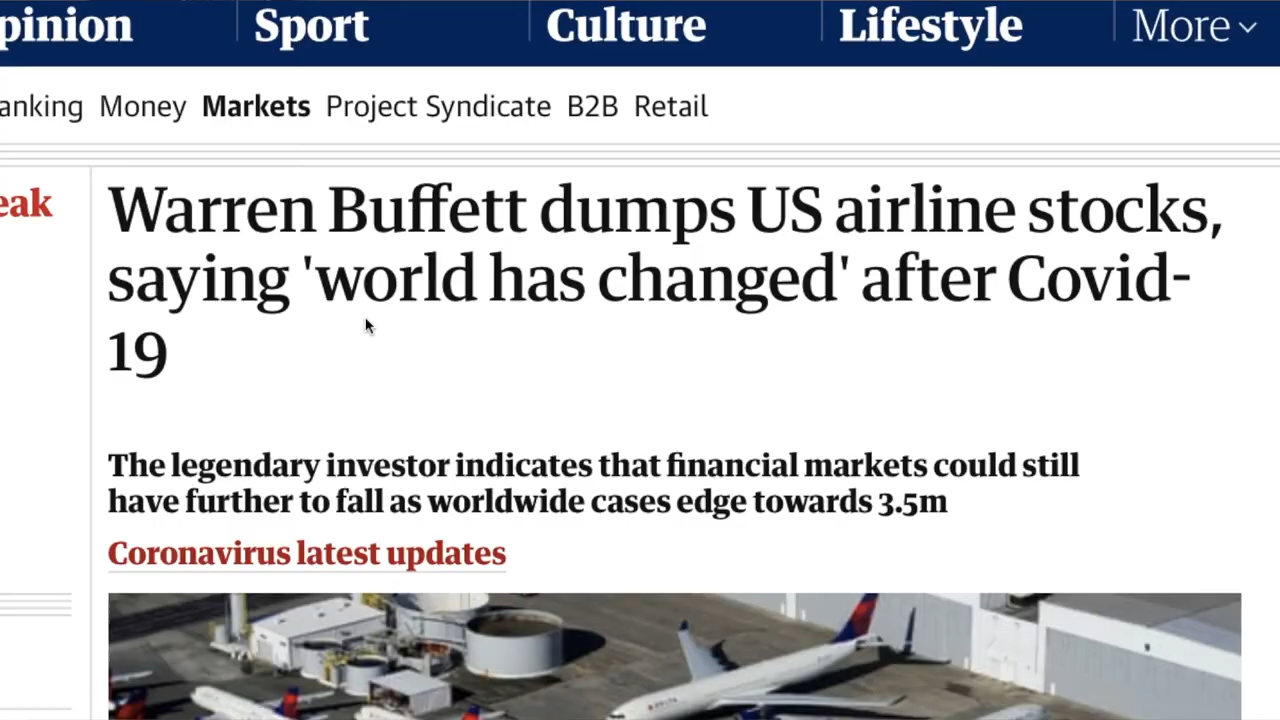 pinion Sport Culture Lifestyle More
anking Money Markets Project Syndicate B2B Retail
eak
Warren Buffett dumps US airline stocks,
saying 'world has changed' after Covid-
19
The legendary investor indicates that financial markets could still
have further to fall as worldwide cases edge towards 3.5m
Coronavirus latest updates
DELTA